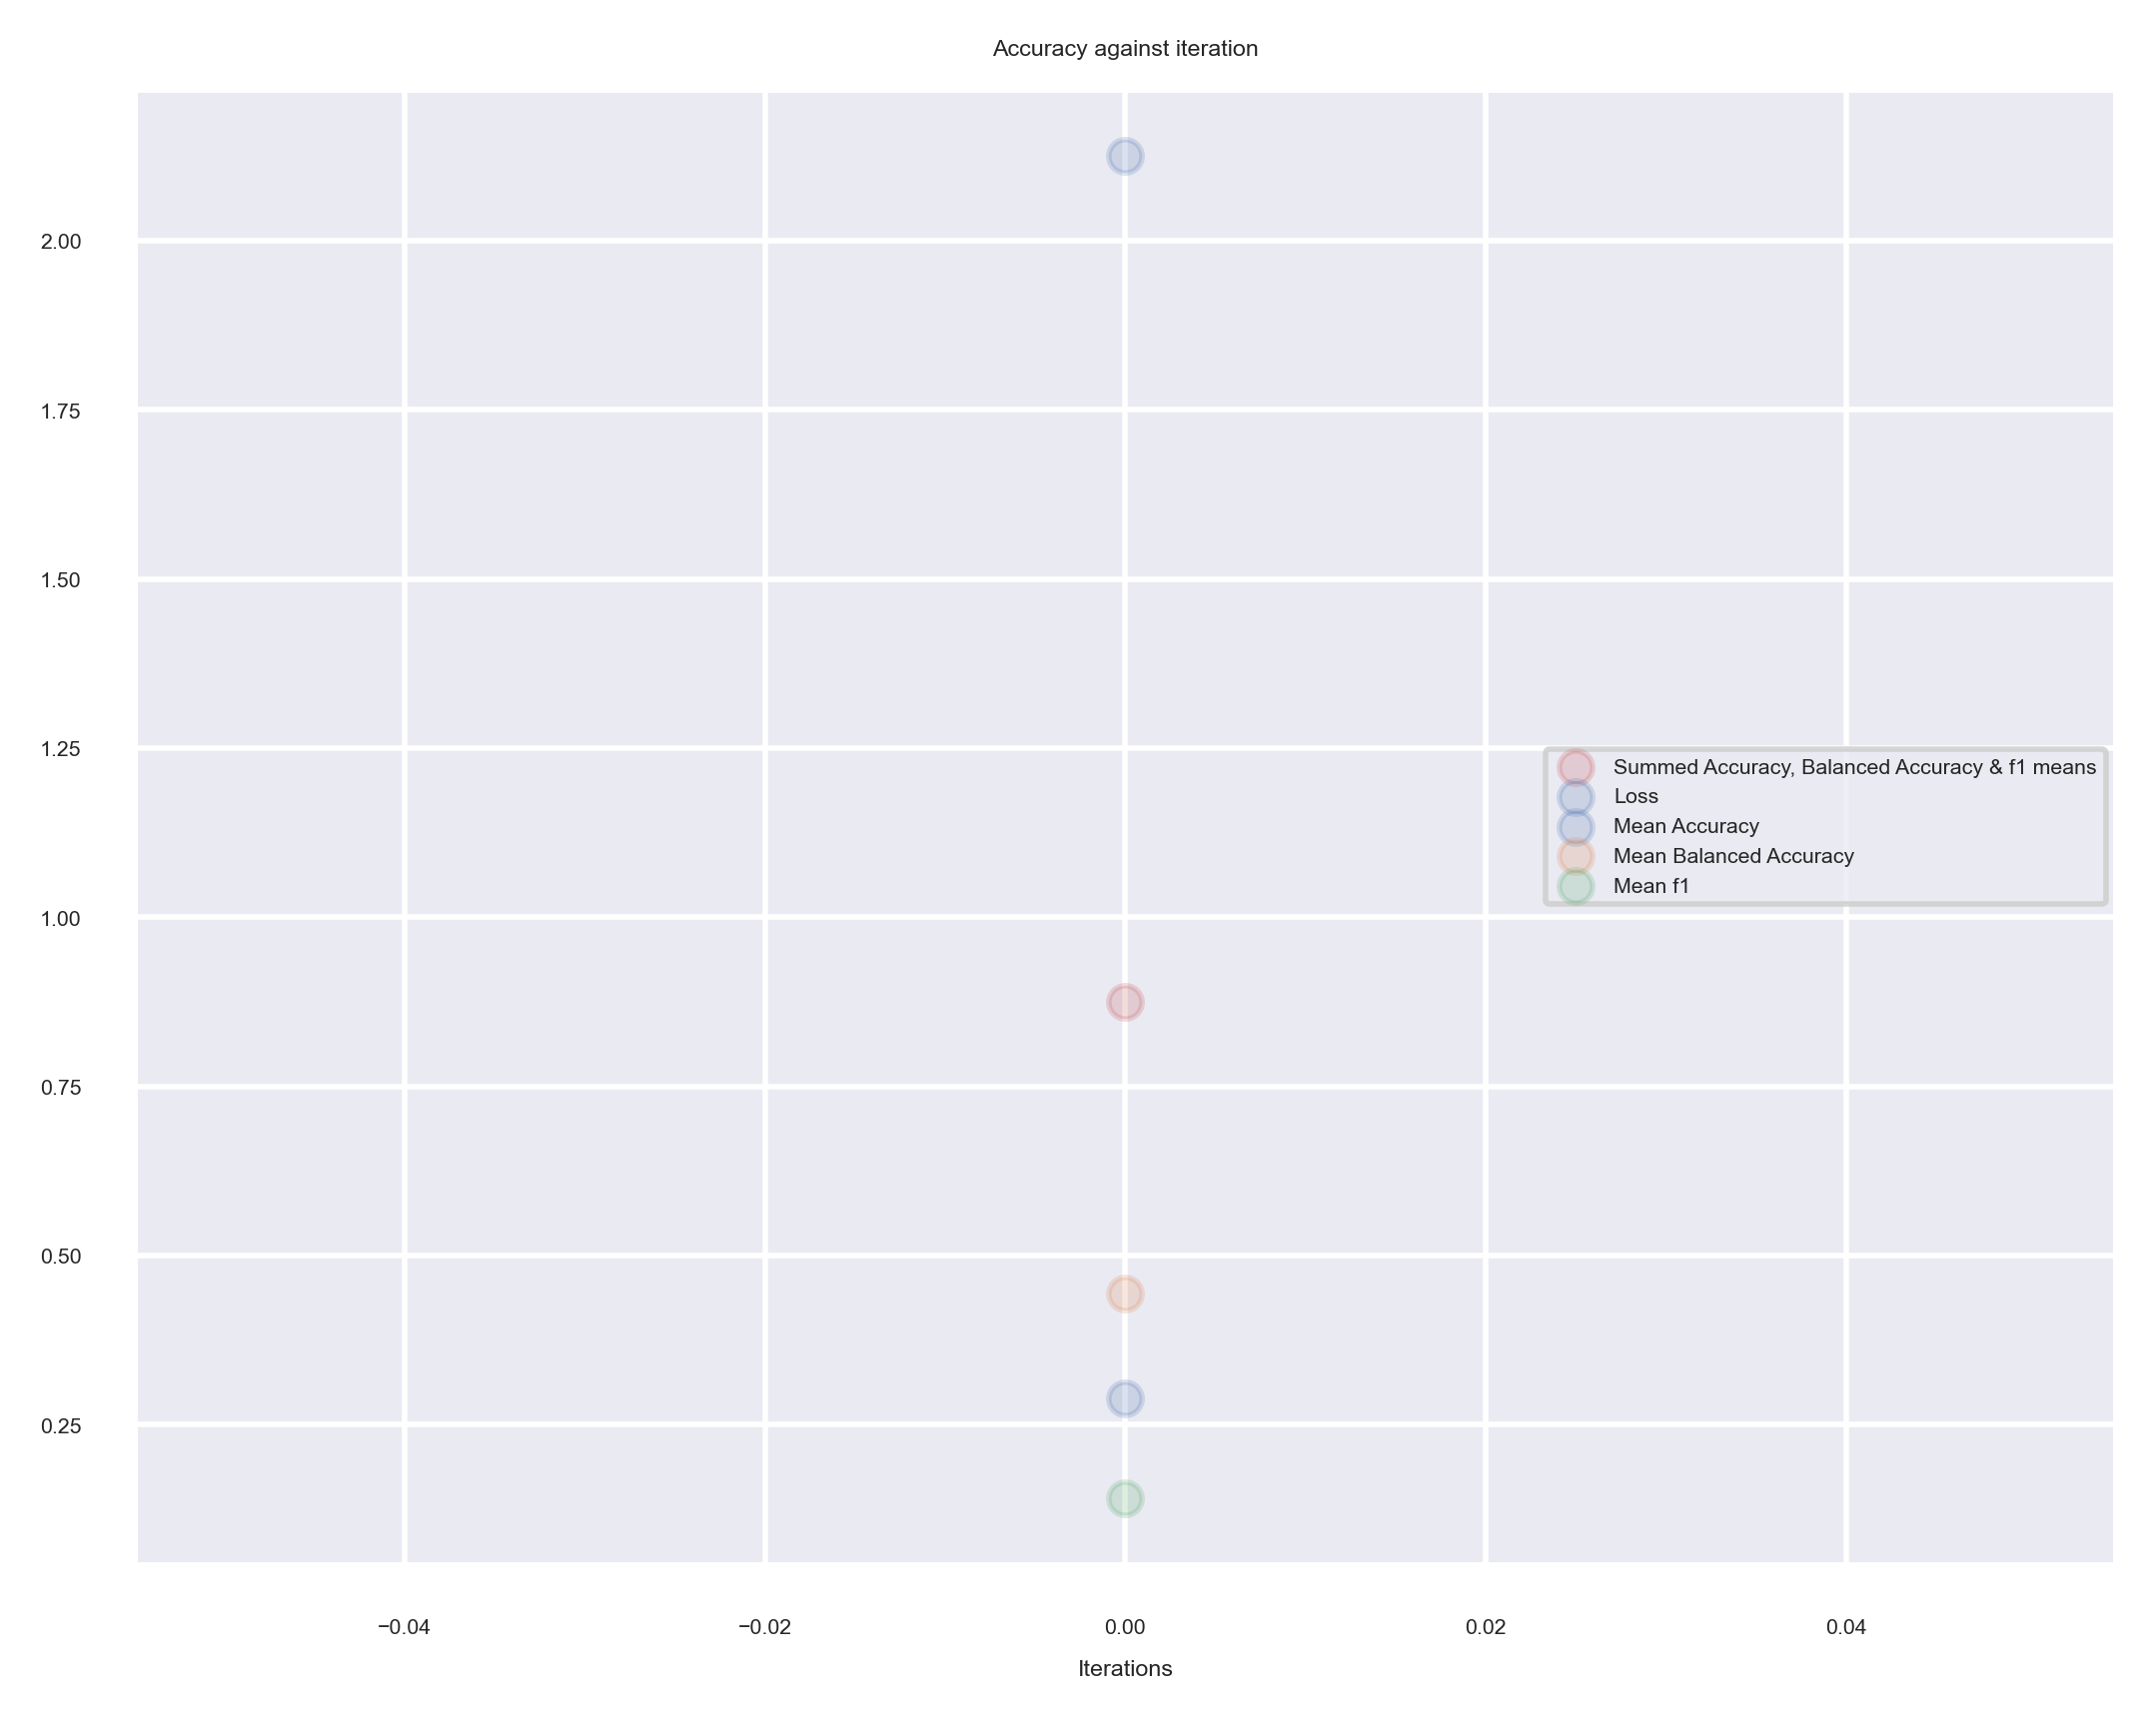 Accuracy against iteration
2.00
1.75
1.50
1.25
1.00
0.75
0.50
0.25
Summed Accuracy, Balanced Accuracy & f1 means
Loss
Mean Accuracy
Mean Balanced Accuracy
Mean f1
−0.04 −0.02 0.00 0.02 0.04
Iterations